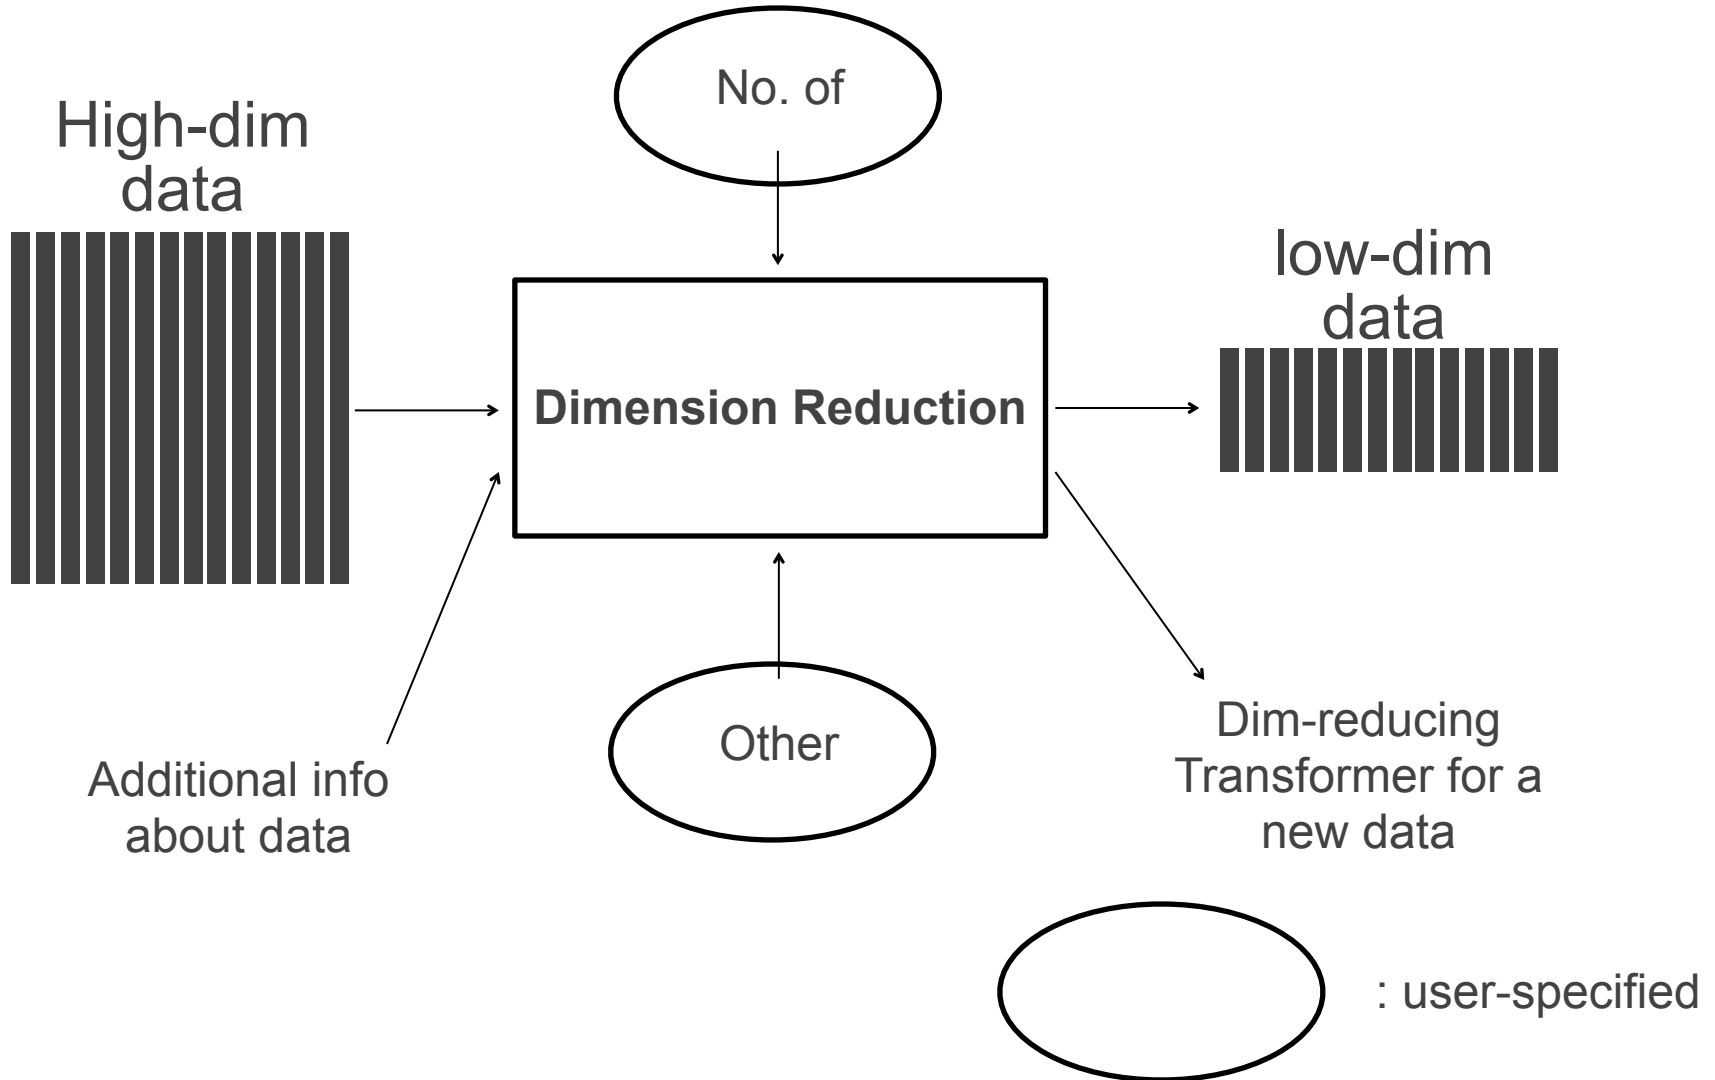 No. of
High-dim
data
low-dim
data
Dimension Reduction
Other
Additional info
about data
Dim-reducing
Transformer for a
new data
: user-specified